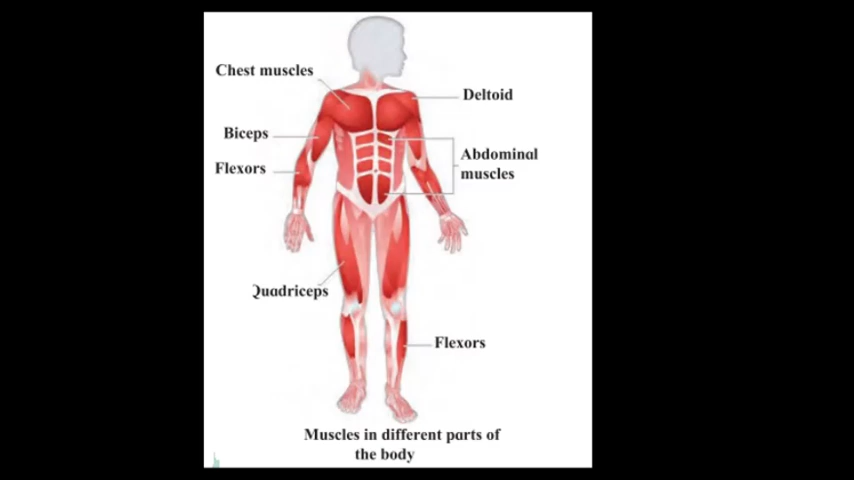 Chest muscles
Deltoid
Biceps
Abdominal
muscles
Flexors
Quadriceps
Flexors
Muscles in different parts of
the body